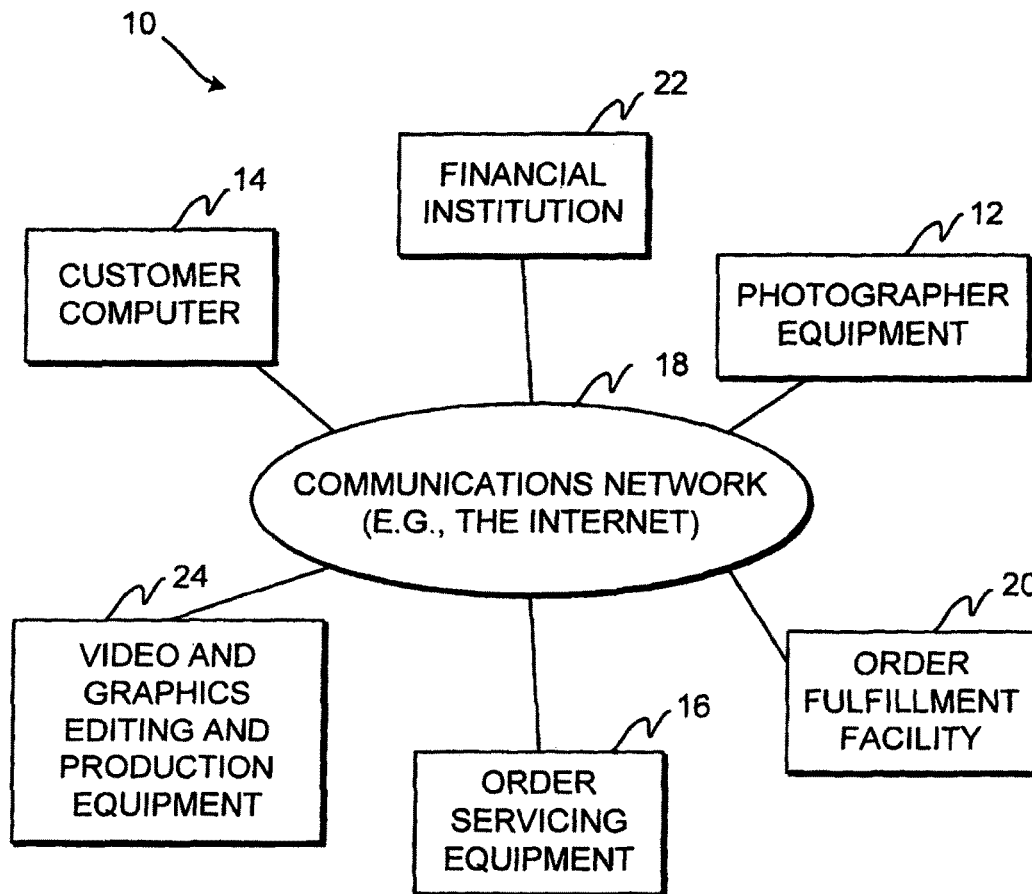 10
22
FINANCIAL
INSTITUTION
14
CUSTOMER
COMPUTER
12
PHOTOGRAPHER
EQUIPMENT
18
COMMUNICATIONS NETWORK
(E.G., THE INTERNET)
24
VIDEO AND
GRAPHICS
EDITING AND
PRODUCTION
EQUIPMENT
16
ORDER
SERVICING
EQUIPMENT
20
ORDER
FULFILLMENT
FACILITY